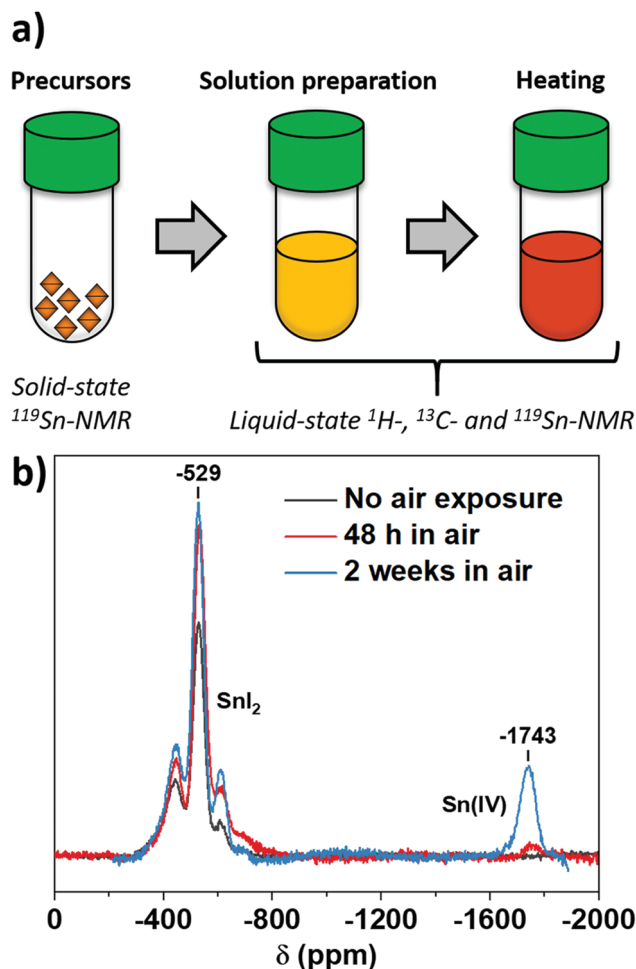 a)
Precursors
Solution preparation
Heating
Solid-state
¹¹⁹Sn-NMR
Liquid-state ¹H-, ¹³C- and ¹¹⁹Sn-NMR
b)
-529
No air exposure
48 h in air
2 weeks in air
SnI₂
-1743
Sn(IV)
0 -400 -800 -1200 -1600 -2000
δ (ppm)